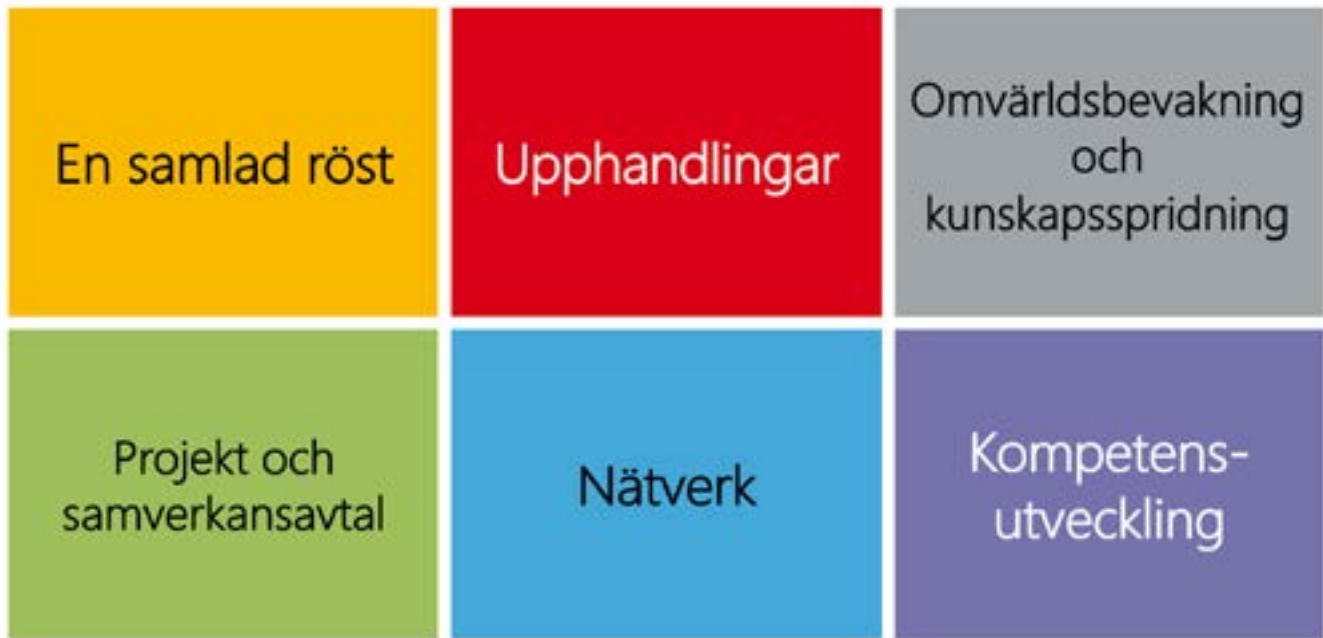 En samlad röst
Upphandlingar
Omvärldsbevakning
och
kunskapsspridning
Projekt och
samverkansavtal
Nätverk
Kompetens-
utveckling